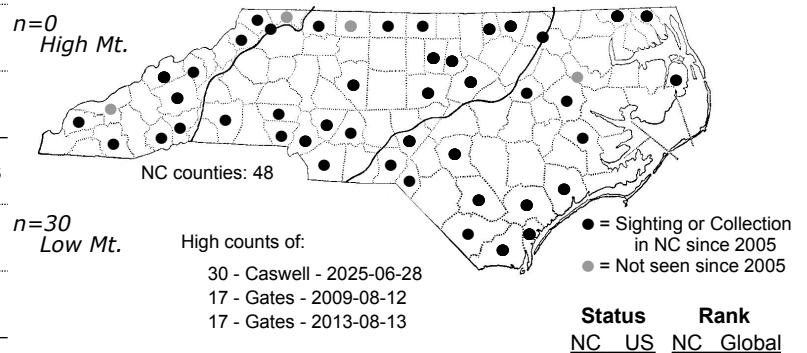 n=0
High Mt.
NC counties: 48
n=30
Low Mt.
High counts of:
30 - Caswell - 2025-06-28
17 - Gates - 2009-08-12
17 - Gates - 2013-08-13
= Sighting or Collection
in NC since 2005
= Not seen since 2005
Status Rank
NC US NC Global